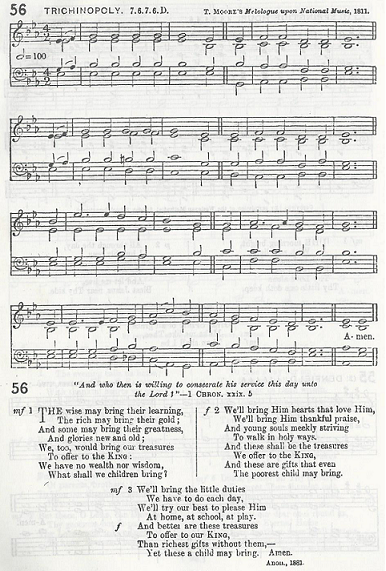 56 TRICHINOPOLY. 7.6.7.6.D. T. MOORE'S Melologue upon National Music, 1811.
=100
A- men.
56
"And who then is willing to consecrate his service this day unto
the Lord?"—1 CHRON. xxix. 5
mf 1 THE wise may bring their learning,
The rich may bring their gold;
And some may bring their greatness,
And glories new and old;
We, too, would bring our treasures
To offer to the KING;
We have no wealth nor wisdom,
What shall we children bring?
f 2 We'll bring Him hearts that love Him,
We'll bring Him thankful praise,
And young souls meekly striving
To walk in holy ways.
And these shall be the treasures
We offer to the KING,
And these are gifts that even
The poorest child may bring.
mf 3 We'll bring the little duties
We have to do each day,
We'll try our best to please Him
At home, at school, at play.
f And better are these treasures
To offer to our KING,
Than richest gifts without them,—
Yet these a child may bring. Amen.
ANON., 1881.